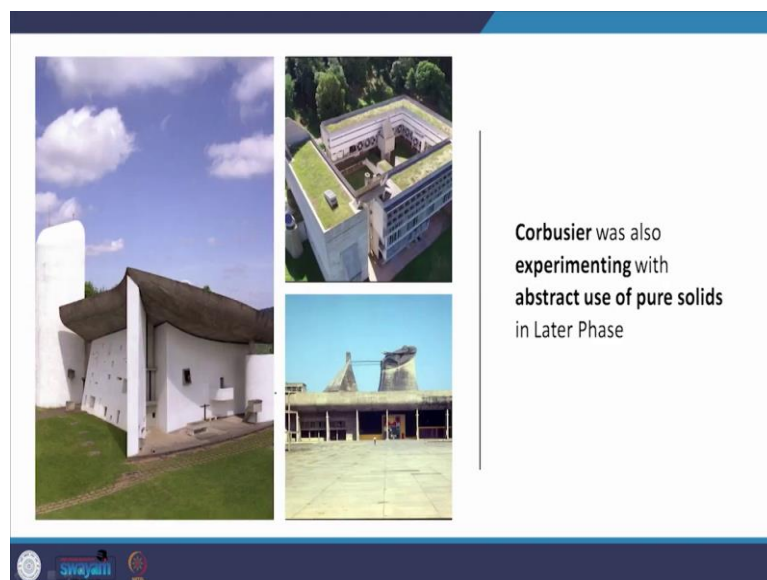 Corbusier was also
experimenting with
abstract use of pure solids
in Later Phase
swayam